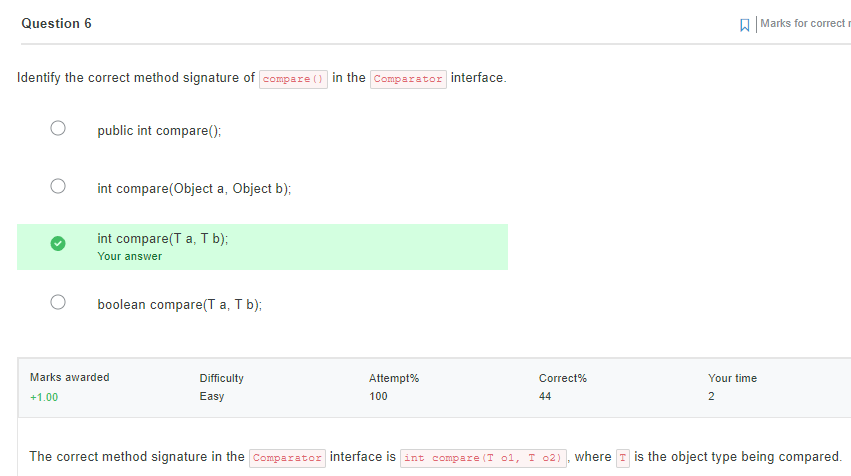 Question 6
Marks for correct r
Identify the correct method signature of compare() in the Comparator interface.
public int compare();
int compare(Object a, Object b);
int compare(T a, T b);
Your answer
boolean compare(T a, T b);
Marks awarded Difficulty Attempt% Correct% Your time
+1.00 Easy 100 44 2
The correct method signature in the Comparator interface is int compare(T o1, T o2), where T is the object type being compared.